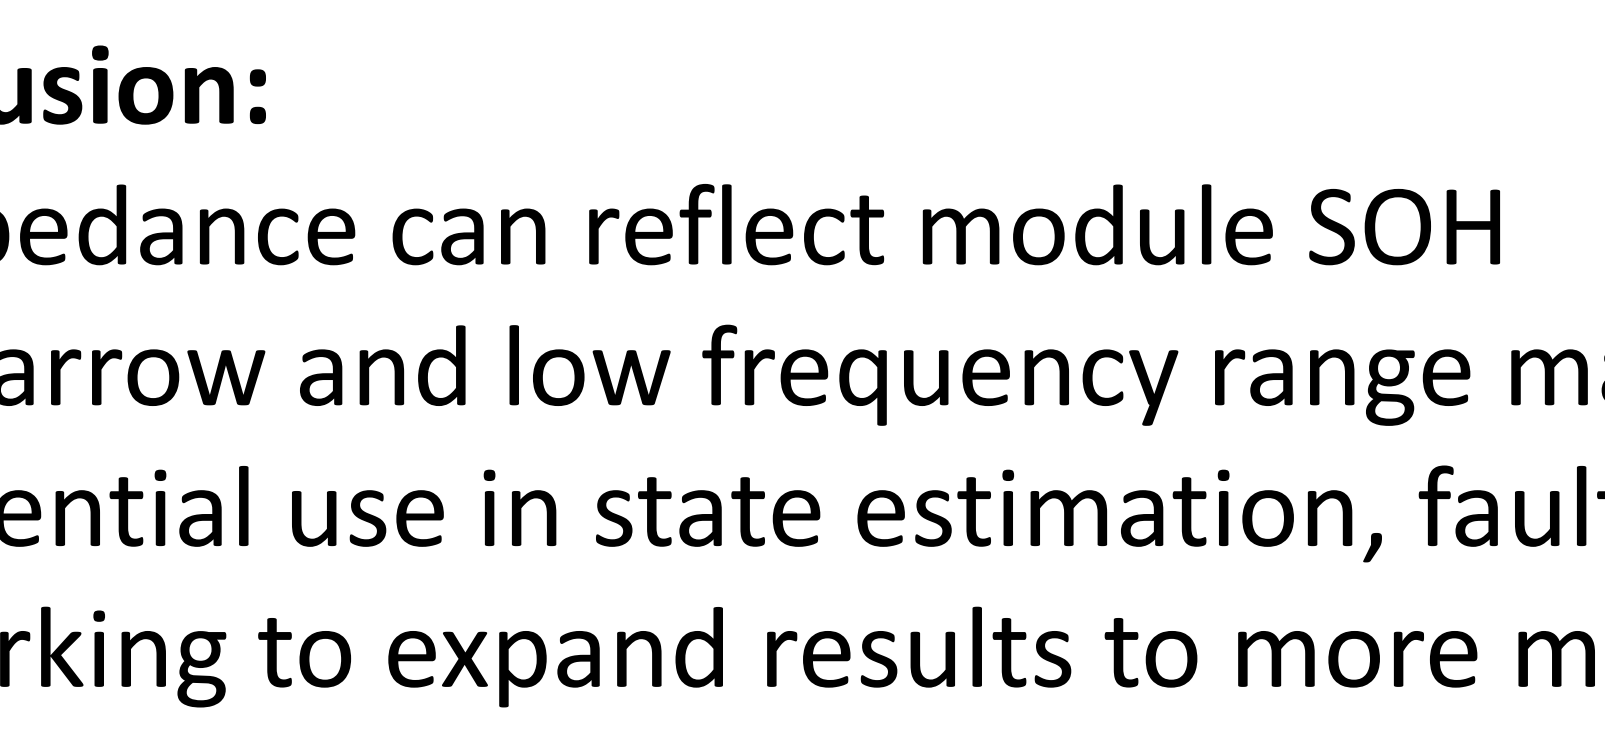 usion:
pedance can reflect module SOH
arrow and low frequency range ma
ential use in state estimation, fault
rking to expand results to more m